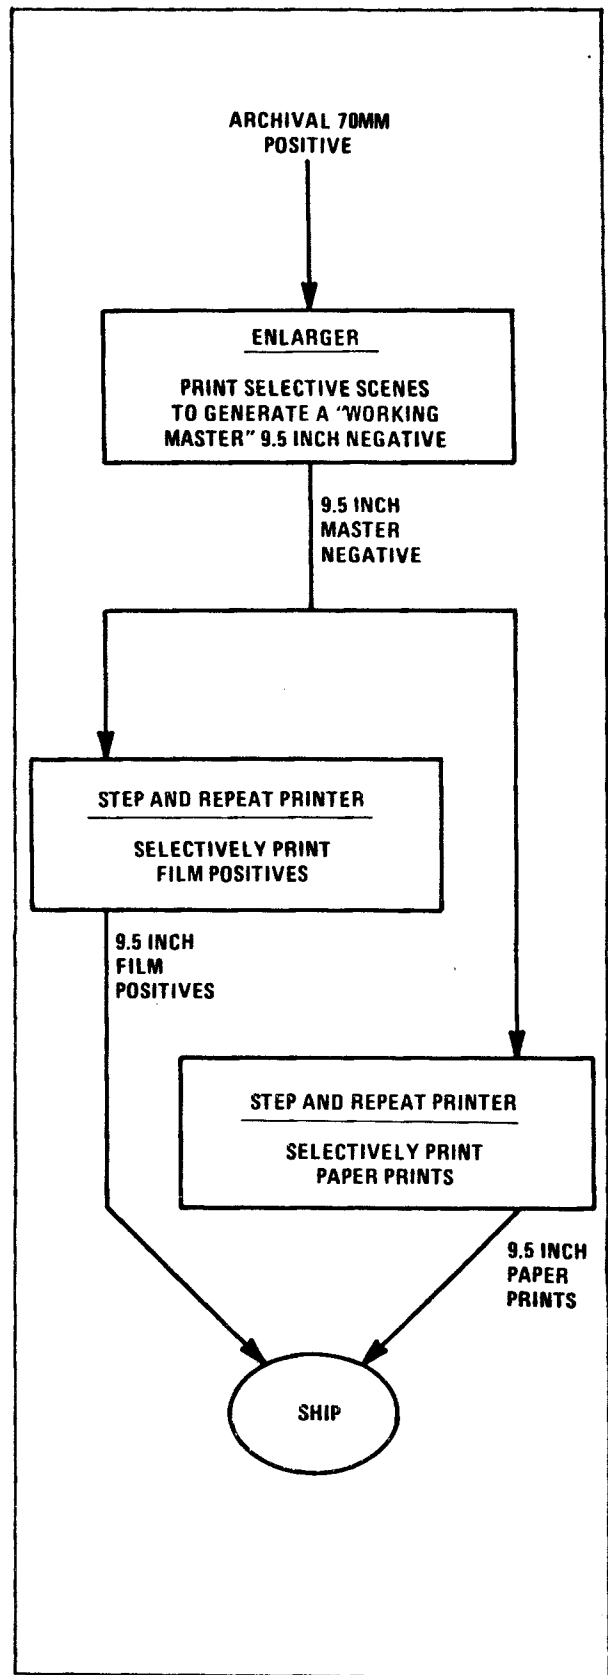 ARCHIVAL 70MM
POSITIVE
ENLARGER
PRINT SELECTIVE SCENES
TO GENERATE A "WORKING
MASTER" 9.5 INCH NEGATIVE
9.5 INCH
MASTER
NEGATIVE
STEP AND REPEAT PRINTER
SELECTIVELY PRINT
FILM POSITIVES
9.5 INCH
FILM
POSITIVES
STEP AND REPEAT PRINTER
SELECTIVELY PRINT
PAPER PRINTS
9.5 INCH
PAPER
PRINTS
SHIP